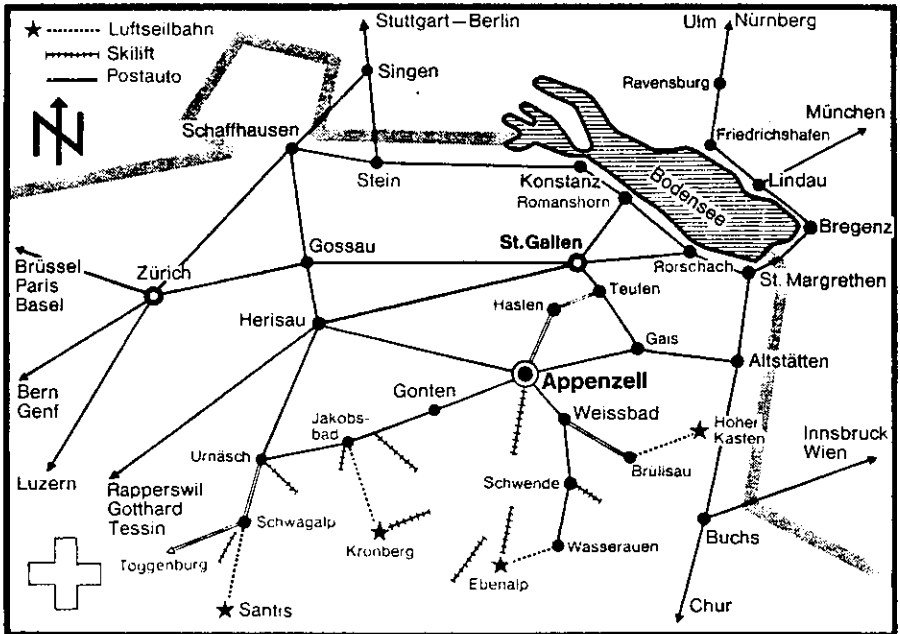 Luftseilbahn
Skilift
Postauto
N
Stuttgart—Berlin
Ulm Nürnberg
Singen
Ravensburg
München
Schaffhausen
Friedrichshafen
Stein
Konstanz
Lindau
Romanshorn
Bodensee
Bregenz
Gossau
St.Gallen
Brüssel
Paris
Basel
Zürich
Rorschach
St. Margrethen
Teufen
Haslen
Herisau
Gais
Altstätten
Appenzell
Bern
Genf
Gonten
Weissbad
Jakobs-
bad
Hoher
Kasten
Innsbruck
Wien
Urnäsch
Brülisau
Luzern
Rapperswil
Gotthard
Tessin
Schwende
Schwägalp
Kronberg
Wasserauen
Buchs
Toggenburg
Ebenalp
Säntis
Chur